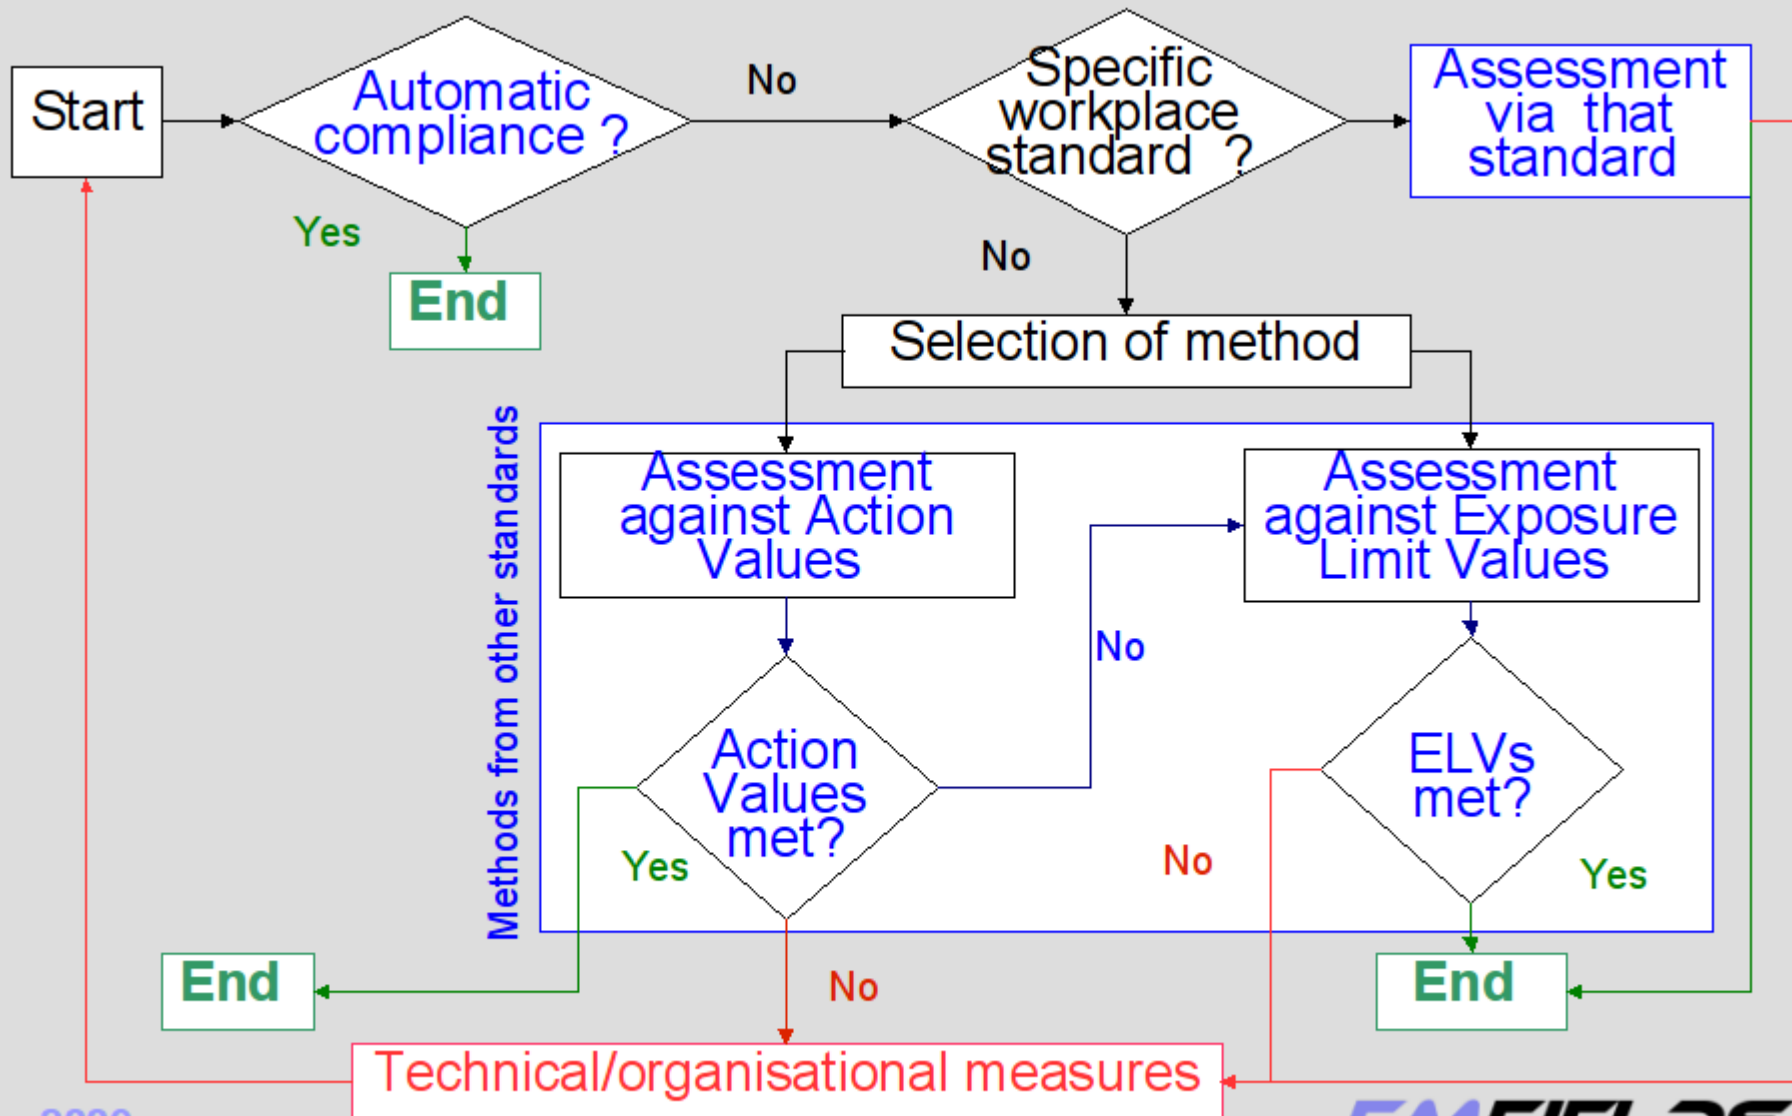 Start
Automatic
compliance ?
No
Specific
workplace
standard ?
Assessment
via that
standard
Yes
End
No
Selection of method
Methods from other standards
Assessment
against Action
Values
Assessment
against Exposure
Limit Values
No
Action
Values
met?
ELVs
met?
Yes
No
Yes
End
No
End
Technical/organisational measures